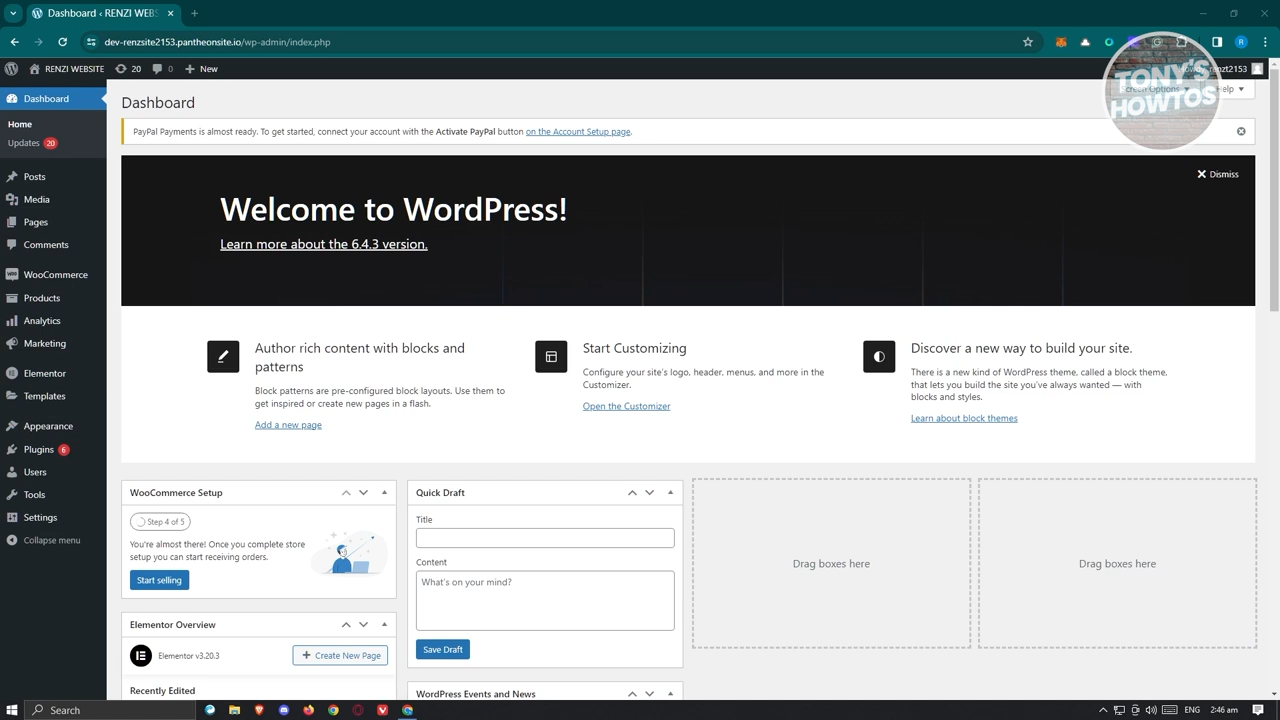 Dashboard ‹ RENZI WEBS
dev-renzsite2153.pantheonsite.io/wp-admin/index.php
RENZI WEBSITE
20
0
New
renzt2153
TONY'S
HOWTOS
Screen Options
Help
Dashboard
Home
Updates 20
Posts
Media
Pages
Comments
WooCommerce
Products
Analytics
Marketing
Elementor
Templates
Appearance
Plugins 6
Users
Tools
Settings
Collapse menu
Dashboard
PayPal Payments is almost ready. To get started, connect your account with the Activate PayPal button on the Account Setup page.
Dismiss
Welcome to WordPress!
Learn more about the 6.4.3 version.
Author rich content with blocks and
patterns
Block patterns are pre-configured block layouts. Use them to
get inspired or create new pages in a flash.
Add a new page
Start Customizing
Configure your site's logo, header, menus, and more in the
Customizer.
Open the Customizer
Discover a new way to build your site.
There is a new kind of WordPress theme, called a block theme,
that lets you build the site you've always wanted — with
blocks and styles.
Learn about block themes
WooCommerce Setup
Step 4 of 5
You're almost there! Once you complete store
setup you can start receiving orders.
Start selling
Elementor Overview
Elementor v3.20.3
Create New Page
Recently Edited
Quick Draft
Title
Content
What's on your mind?
Save Draft
WordPress Events and News
Drag boxes here
Drag boxes here
Search
ENG
2:46 am